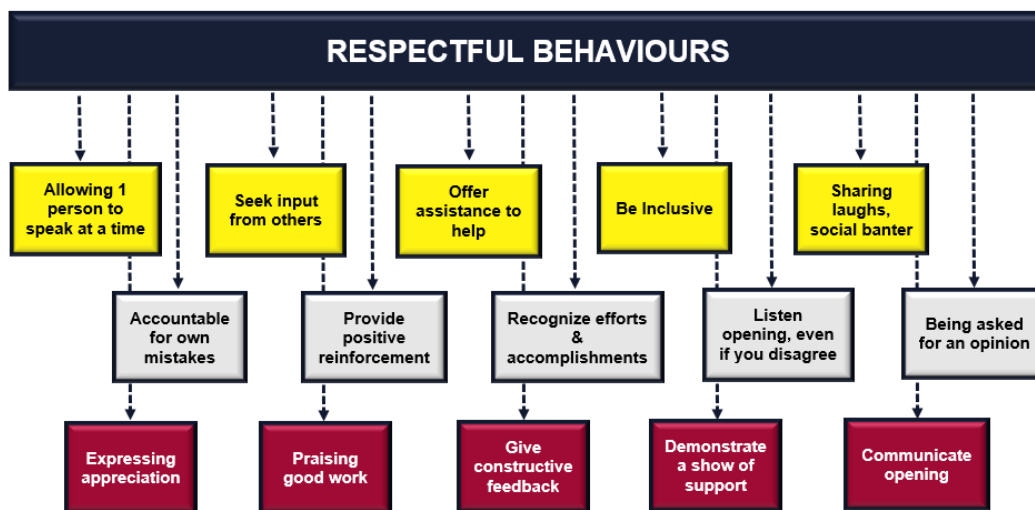 RESPECTFUL BEHAVIOURS
Allowing 1
person to
speak at a time
Seek input
from others
Offer
assistance to
help
Be Inclusive
Sharing
laughs,
social banter
Accountable
for own
mistakes
Provide
positive
reinforcement
Recognize efforts
&
accomplishments
Listen
opening, even
if you disagree
Being asked
for an opinion
Expressing
appreciation
Praising
good work
Give
constructive
feedback
Demonstrate
a show of
support
Communicate
opening